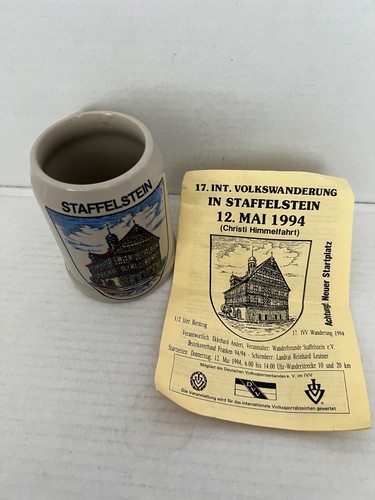 STAFFELSTEIN
17. INT. VOLKSWANDERUNG
IN STAFFELSTEIN
12. MAI 1994
(Christi Himmelfahrt)
Achtung! Neuer Startplatz
1/2 liter Bierkrug
17. IVV Wanderung 1994
Verantwortlich: Ekkehard Andert, Veranstalter: Wanderfreunde Staffelstein e.V.
Bezirksverband Franken 94/94 - Schirmherr: Landrat Reinhard Leutner
Startzeiten: Donnerstag, 12. Mai 1994, 6.00 bis 14.00 Uhr-Wanderstrecke 10 und 20 km
Mitglied des Deutschen Volkssportverbandes e. V. im IVV
IVV
IVV
Die Veranstaltung wird für das internationale Volkssportabzeichen gewertet